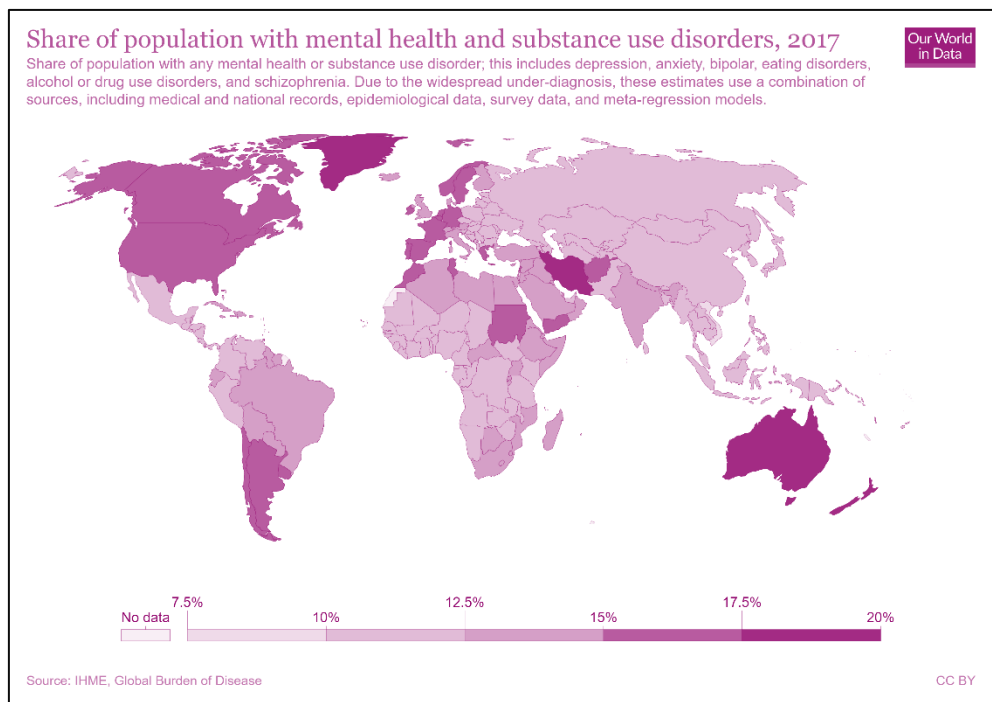 Share of population with mental health and substance use disorders, 2017
Our World
in Data
Share of population with any mental health or substance use disorder; this includes depression, anxiety, bipolar, eating disorders,
alcohol or drug use disorders, and schizophrenia. Due to the widespread under-diagnosis, these estimates use a combination of
sources, including medical and national records, epidemiological data, survey data, and meta-regression models.
7.5% 12.5% 17.5%
No data 10% 15% 20%
Source: IHME, Global Burden of Disease CC BY